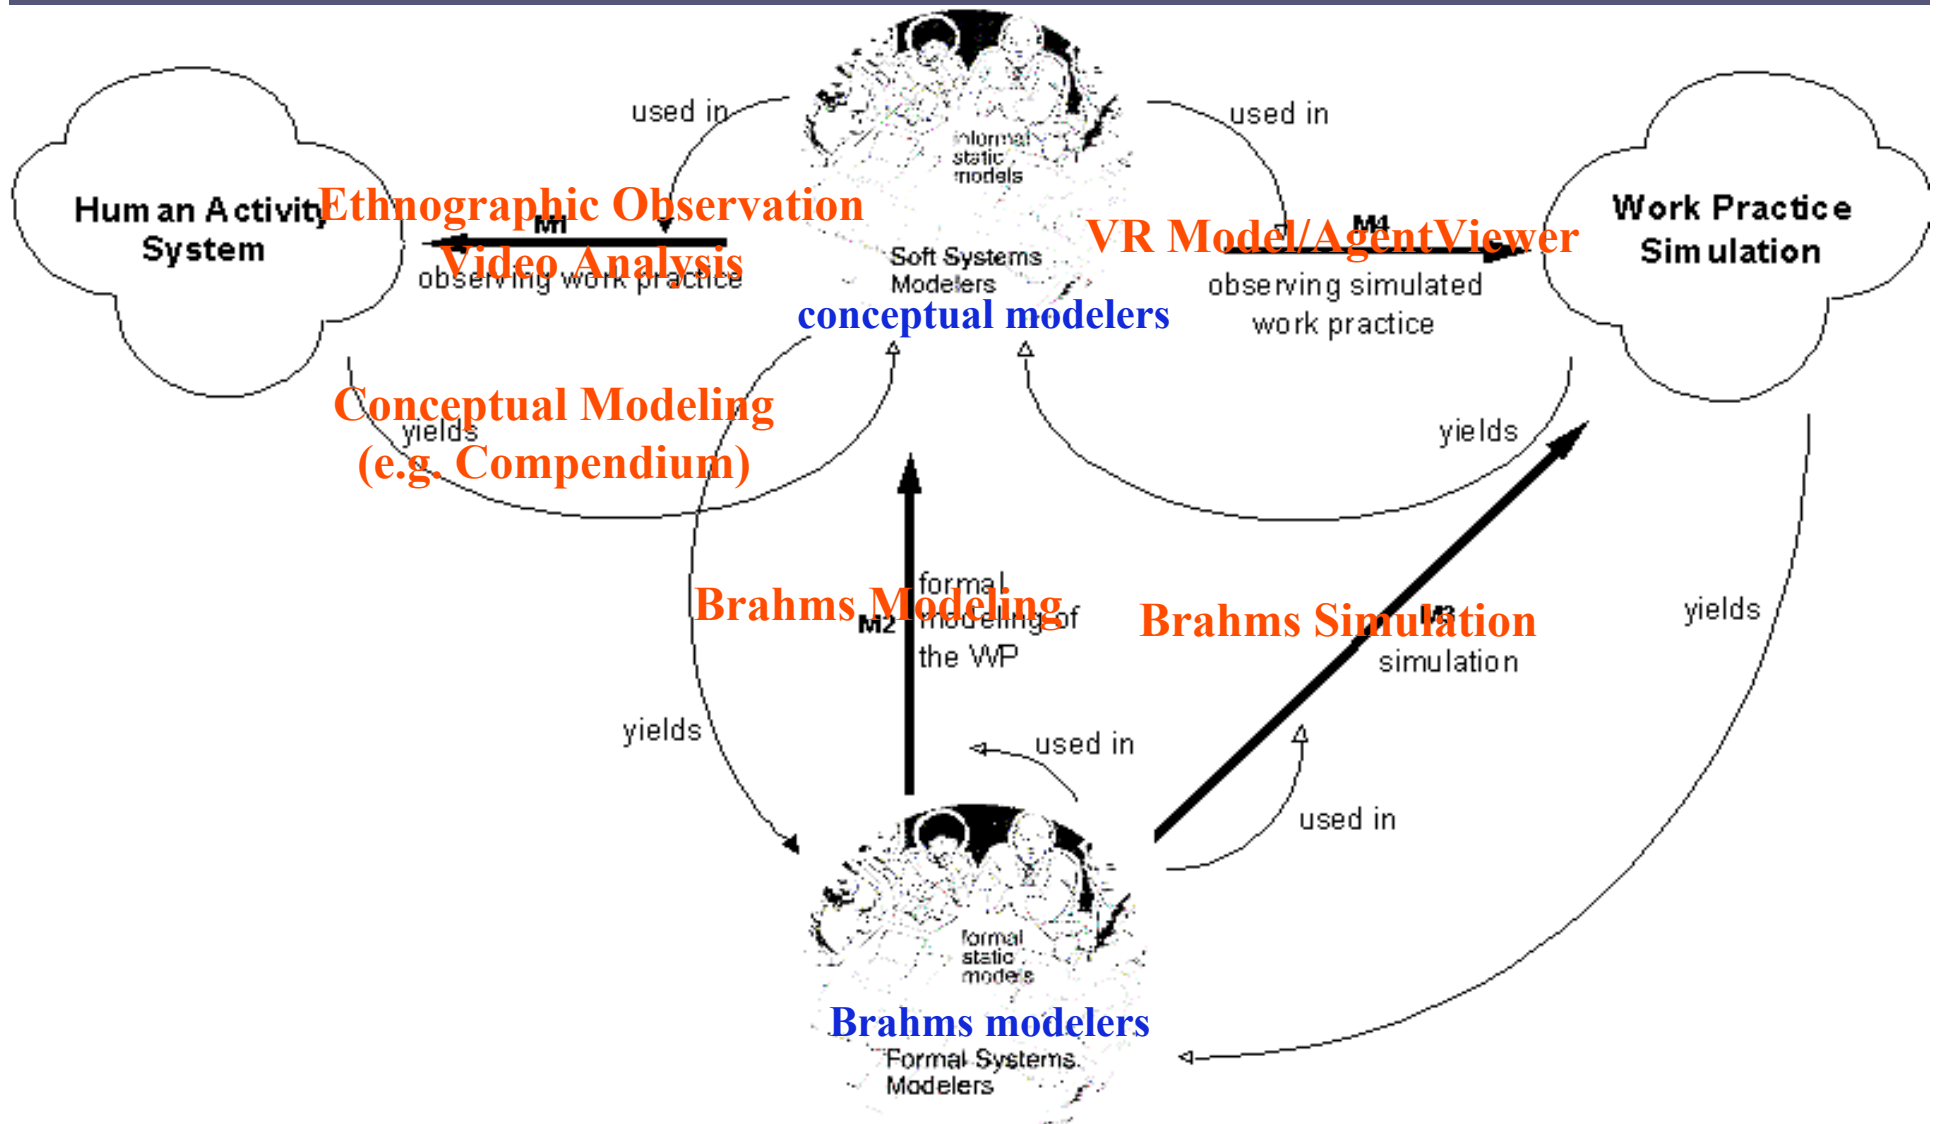 used in
used in
informal
static
models
Human Activity
System
Ethnographic Observation
M1
Video Analysis
observing work practice
Soft Systems
Modelers
conceptual modelers
VR Model/AgentViewer
M4
observing simulated
work practice
Work Practice
Simulation
Conceptual Modeling
(e.g. Compendium)
yields
yields
Brahms Modeling
M2
formal
modeling of
the WP
Brahms Simulation
M3
simulation
yields
yields
used in
used in
formal
static
models
Brahms modelers
Formal Systems
Modelers